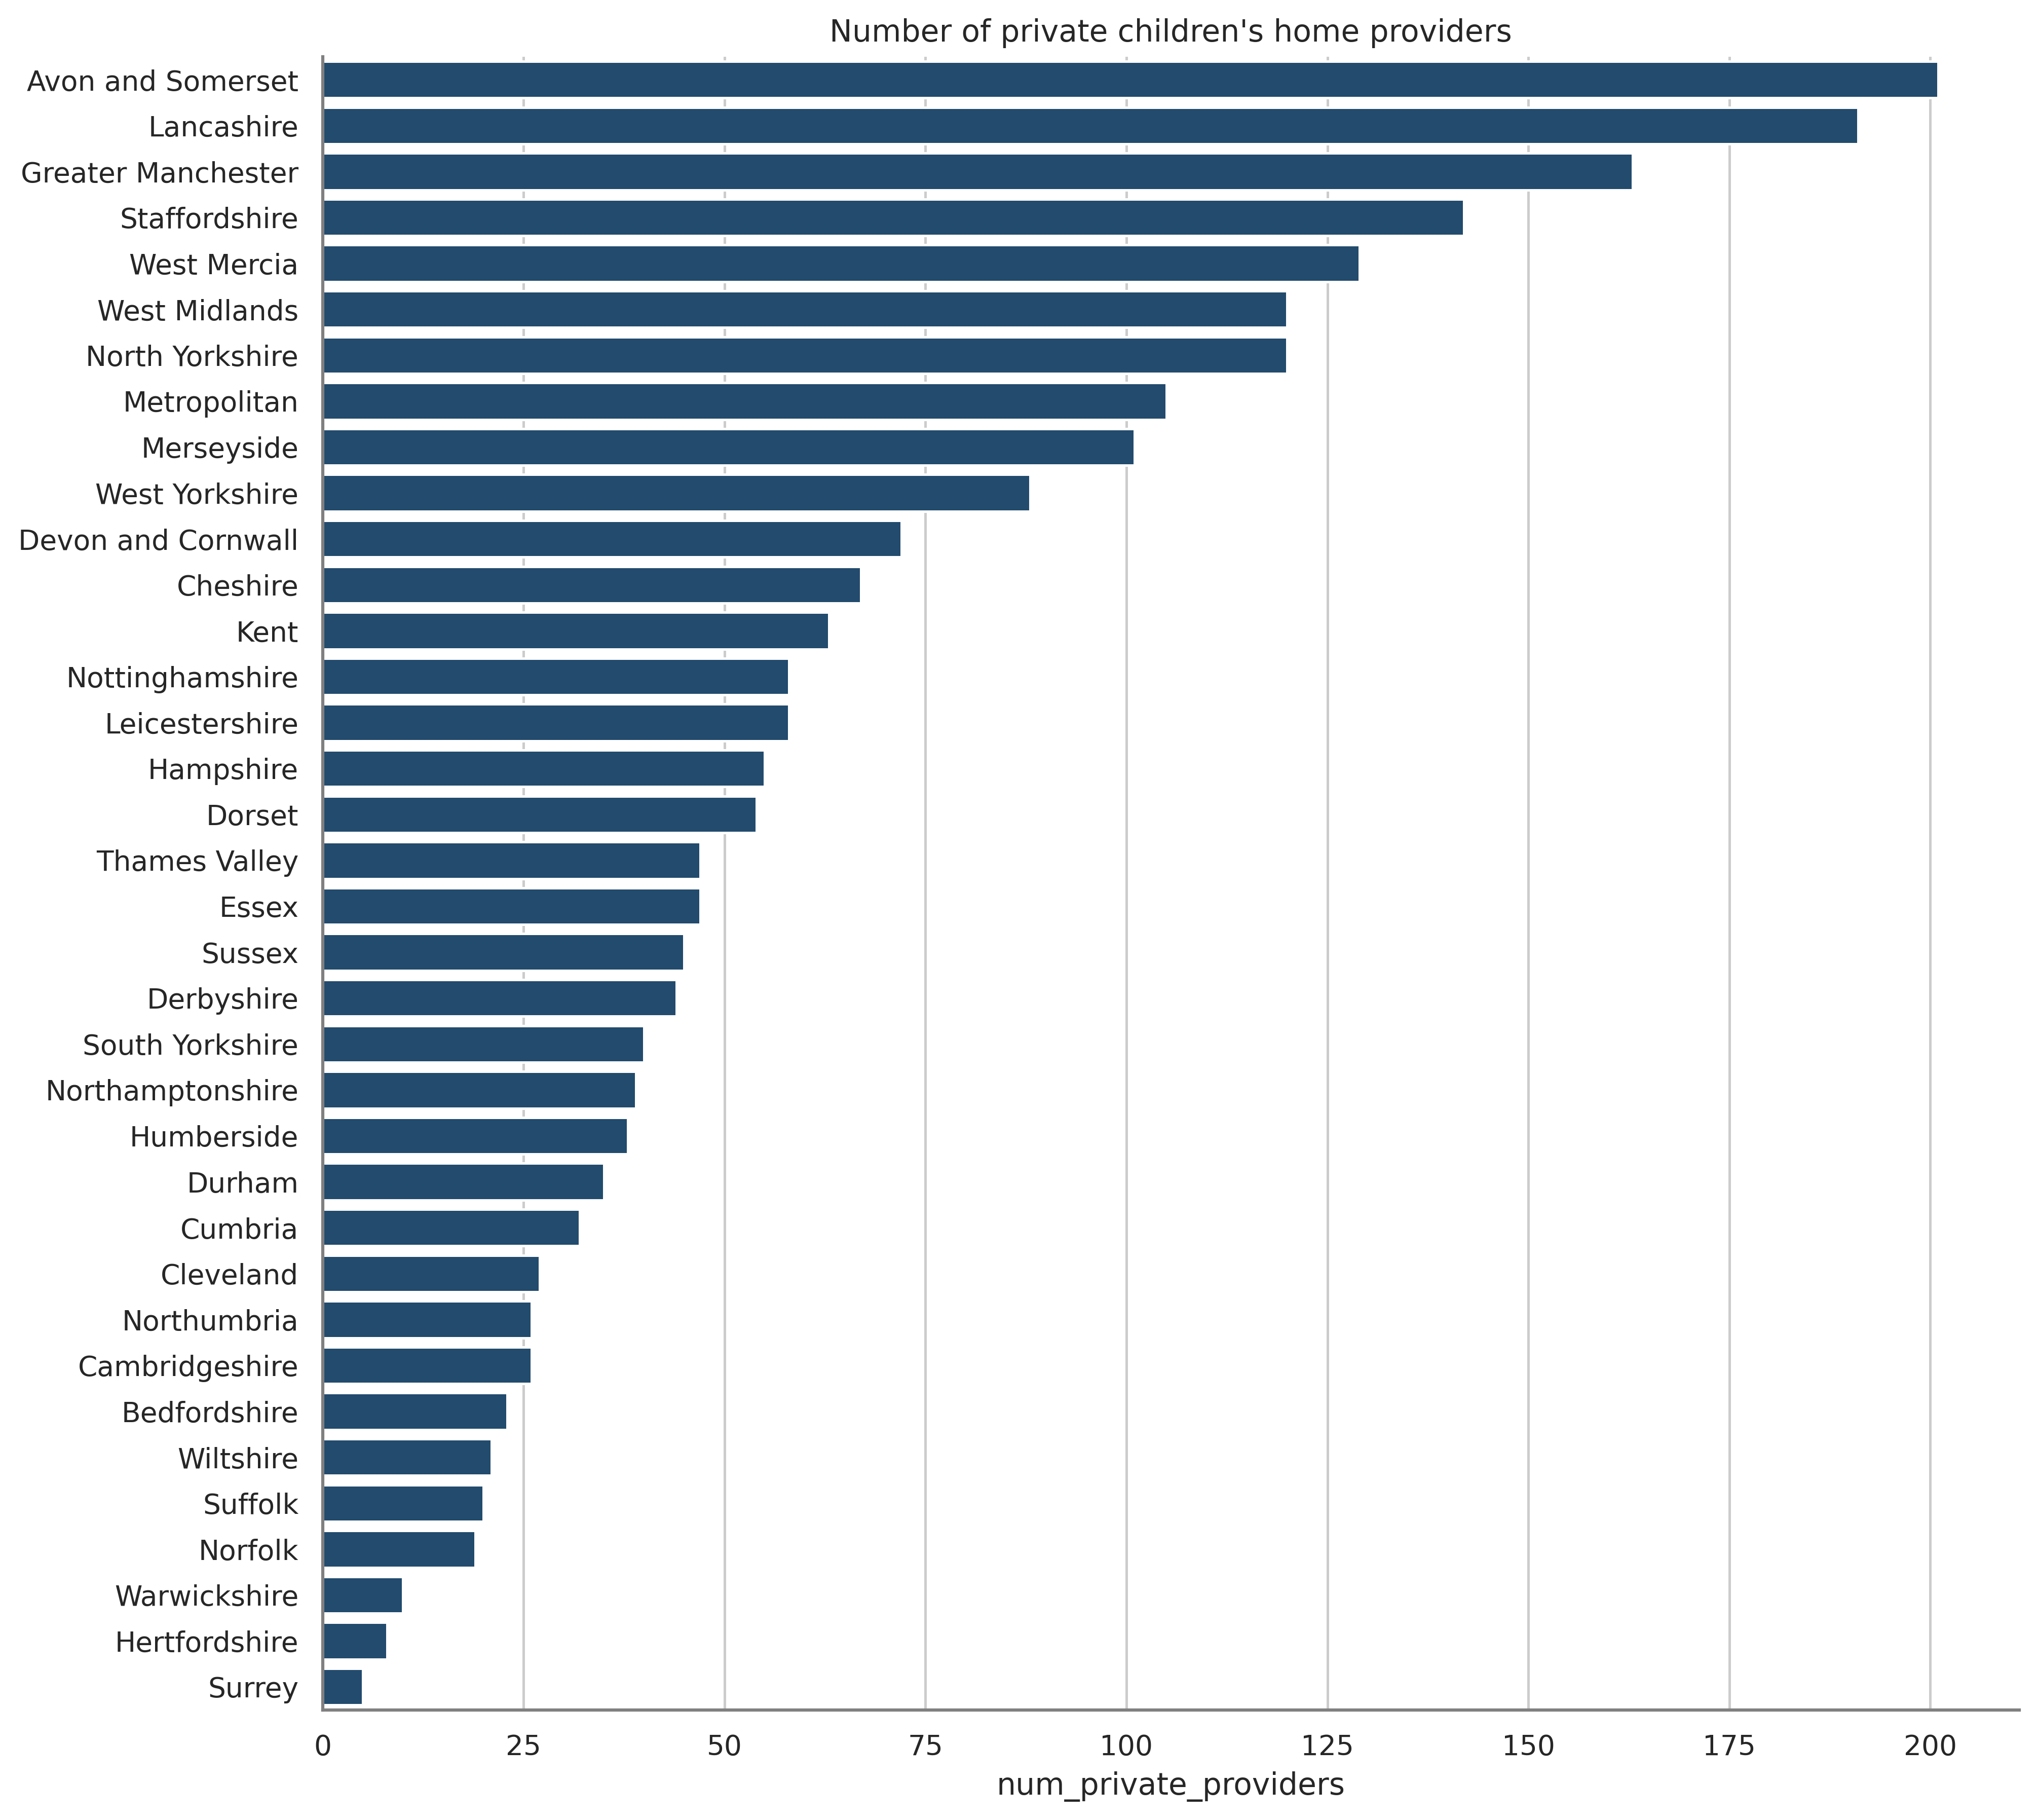 Number of private children's home providers
Avon and Somerset
Lancashire
Greater Manchester
Staffordshire
West Mercia
West Midlands
North Yorkshire
Metropolitan
Merseyside
West Yorkshire
Devon and Cornwall
Cheshire
Kent
Nottinghamshire
Leicestershire
Hampshire
Dorset
Thames Valley
Essex
Sussex
Derbyshire
South Yorkshire
Northamptonshire
Humberside
Durham
Cumbria
Cleveland
Northumbria
Cambridgeshire
Bedfordshire
Wiltshire
Suffolk
Norfolk
Warwickshire
Hertfordshire
Surrey
0 25 50 75 100 125 150 175 200
num_private_providers